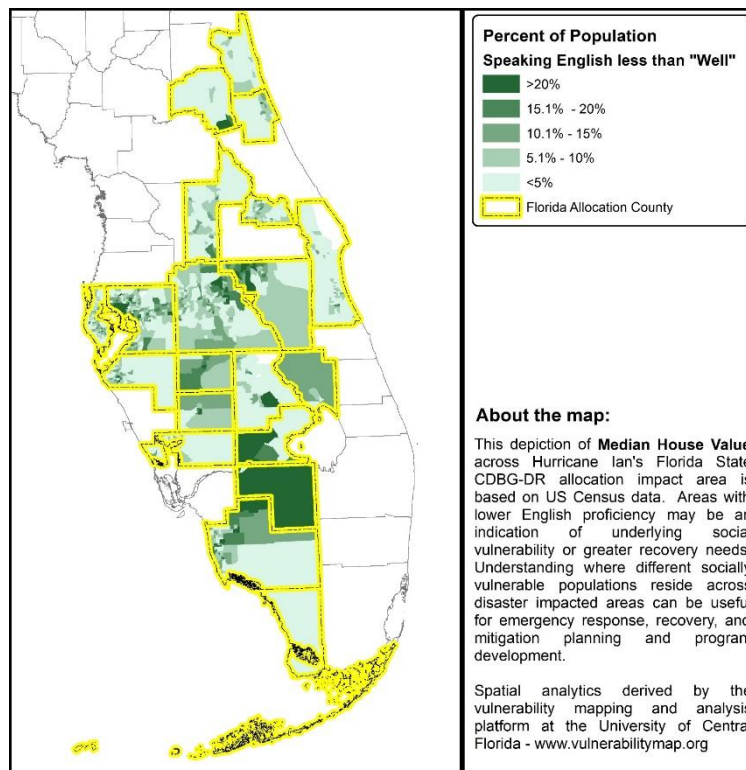 Percent of Population
Speaking English less than "Well"
>20%
15.1% - 20%
10.1% - 15%
5.1% - 10%
<5%
Florida Allocation County
About the map:
This depiction of Median House Value
across Hurricane Ian's Florida State
CDBG-DR allocation impact area is
based on US Census data. Areas with
lower English proficiency may be an
indication of underlying social
vulnerability or greater recovery needs
Understanding where different socially
vulnerable populations reside across
disaster impacted areas can be useful
for emergency response, recovery, and
mitigation planning and program
development.
Spatial analytics derived by the
vulnerability mapping and analysis
platform at the University of Central
Florida - www.vulnerabilitymap.org